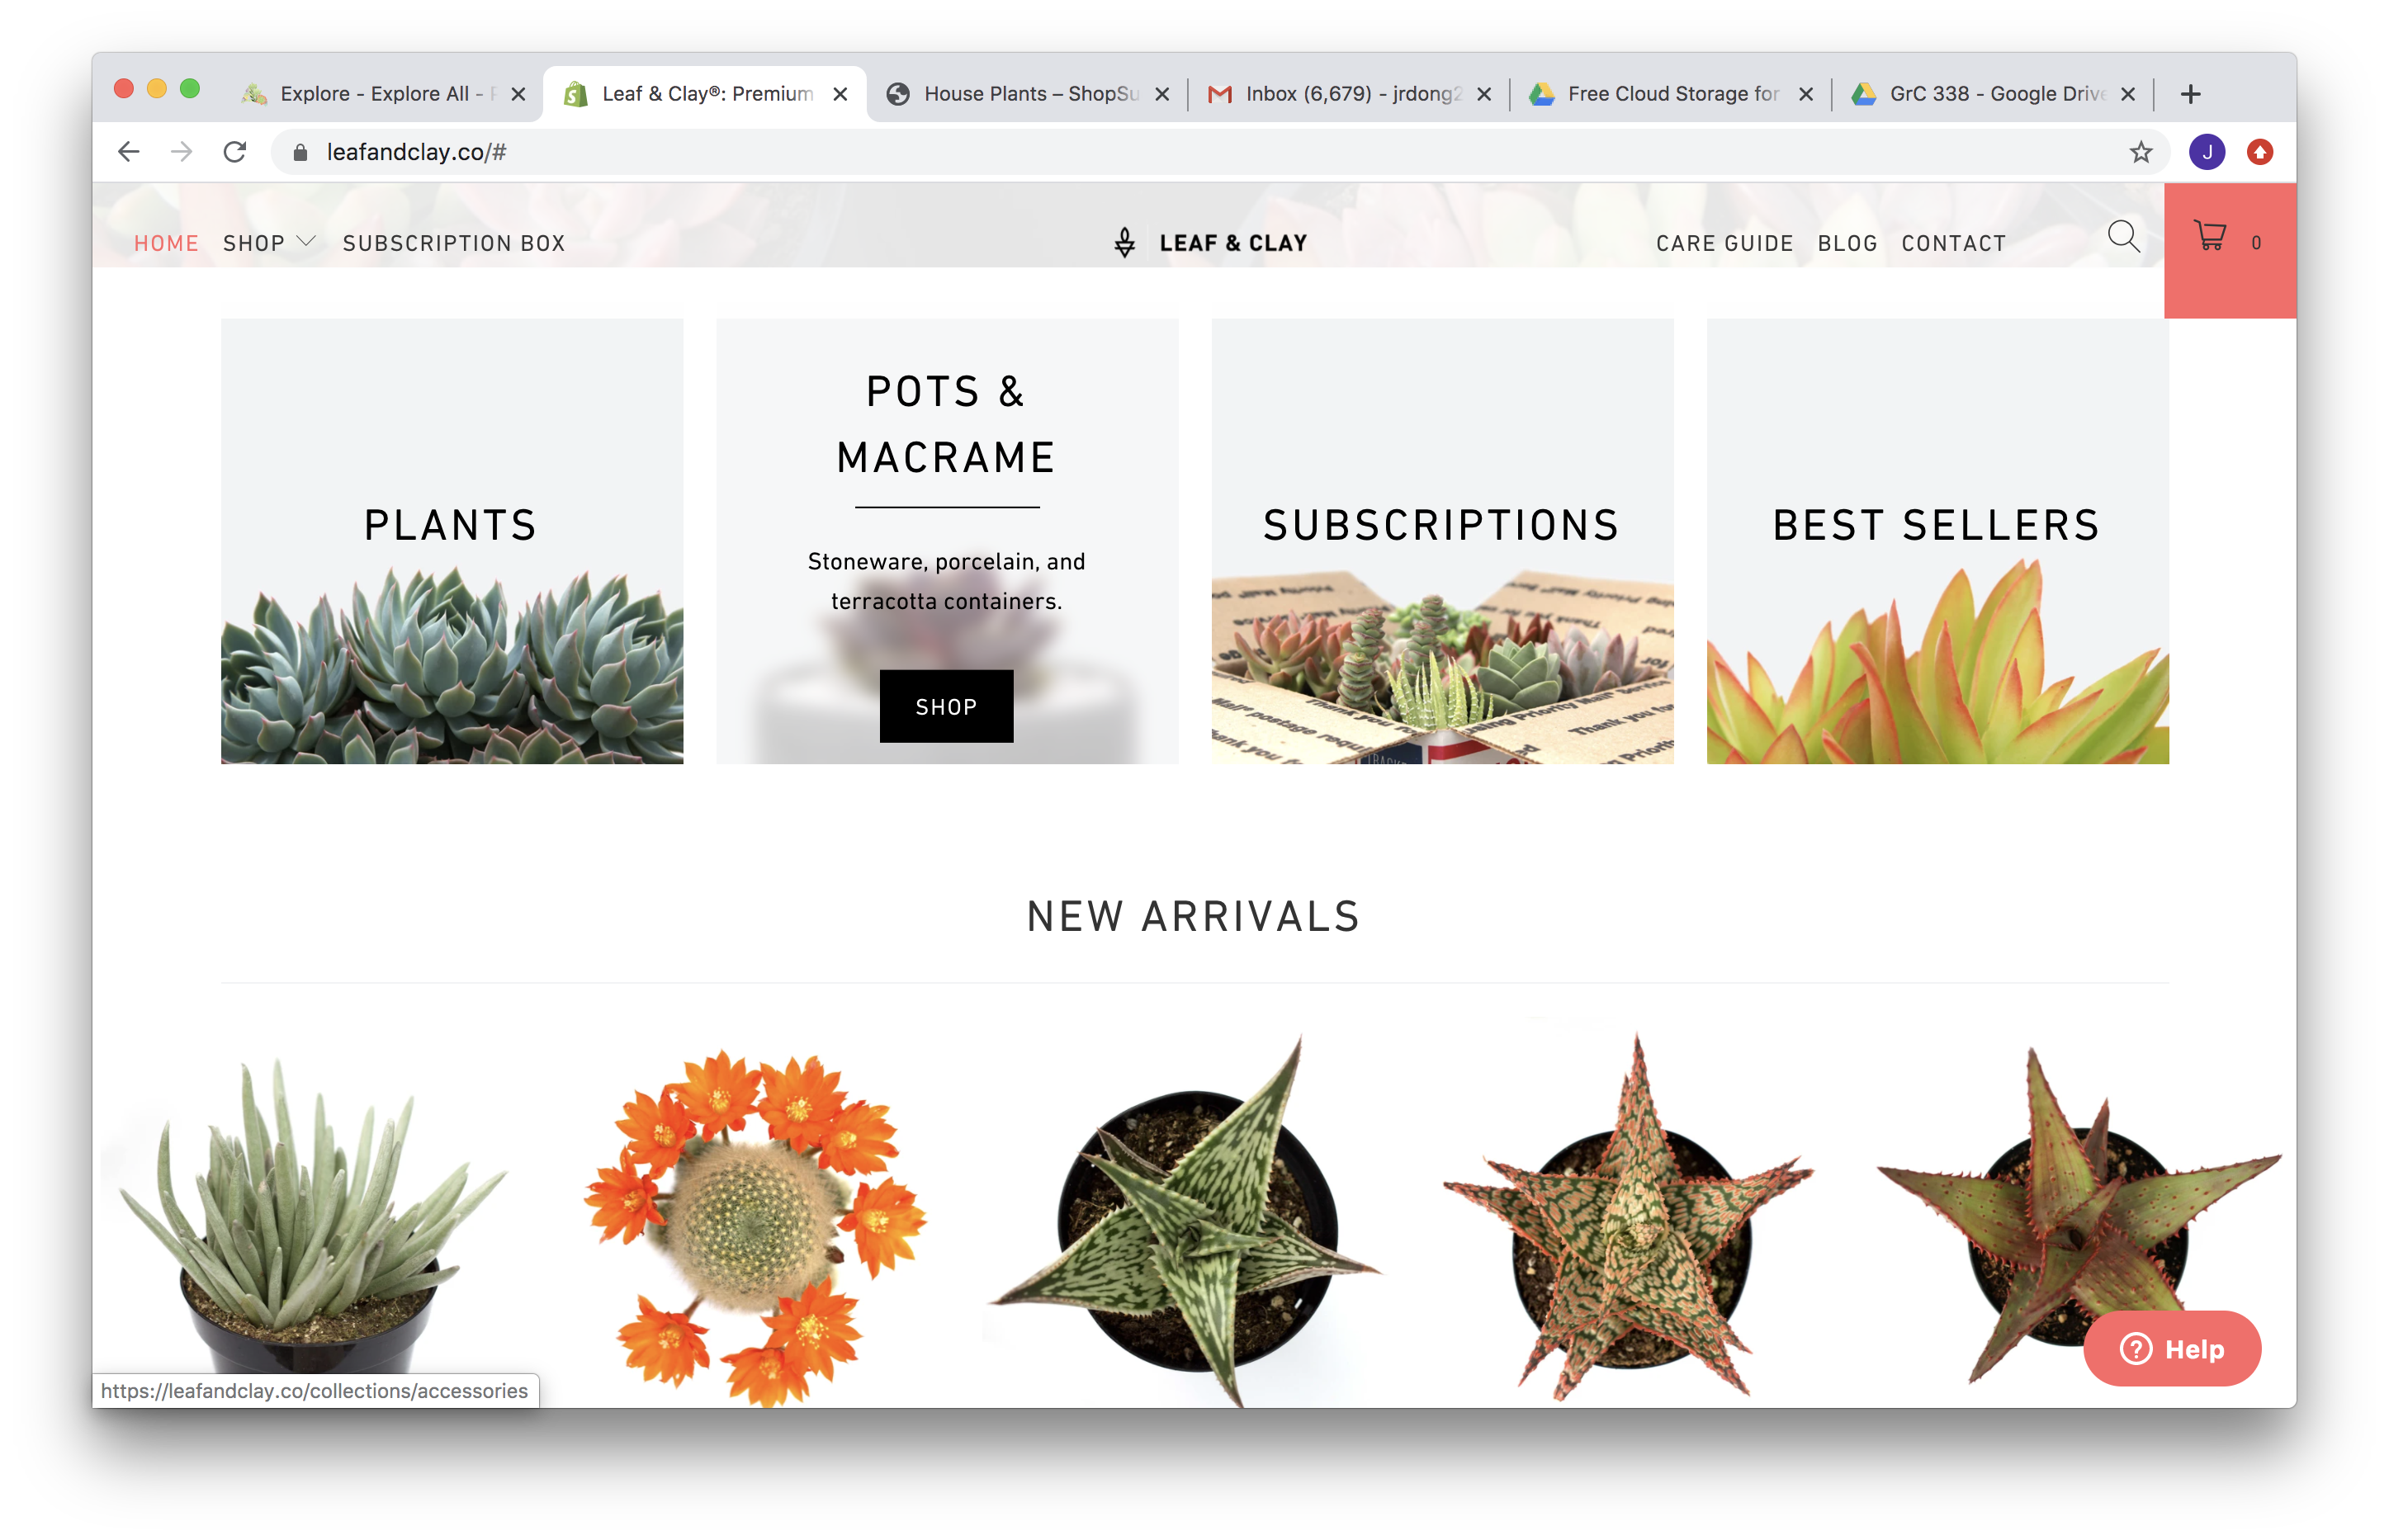 Explore - Explore All -
Leaf & Clay®: Premium
House Plants – ShopSu
Inbox (6,679) - jrdong2
Free Cloud Storage for
GrC 338 - Google Drive
leafandclay.co/#
J
HOME
SHOP
SUBSCRIPTION BOX
LEAF & CLAY
CARE GUIDE
BLOG
CONTACT
0
PLANTS
POTS &
MACRAME
Stoneware, porcelain, and
terracotta containers.
SHOP
SUBSCRIPTIONS
BEST SELLERS
NEW ARRIVALS
Help
https://leafandclay.co/collections/accessories